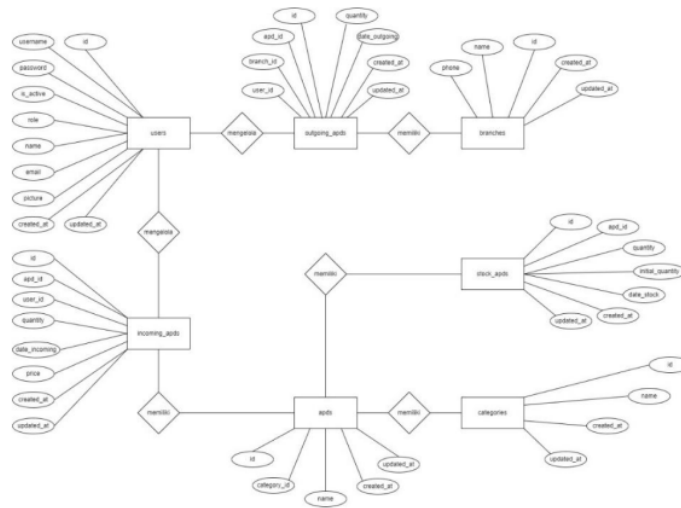 username
id
password
is_active
role
name
email
picture
created_at
updated_at
users
mengelola
id
quantity
apd_id
date_outgoing
branch_id
created_at
user_id
updated_at
outgoing_apds
memiliki
phone
name
id
created_at
updated_at
branches
mengelola
id
apd_id
user_id
quantity
date_incoming
price
created_at
updated_at
incoming_apds
memiliki
memiliki
id
apd_id
quantity
initial_quantity
date_stock
created_at
updated_at
stock_apds
apds
id
category_id
name
created_at
updated_at
memiliki
categories
id
name
created_at
updated_at